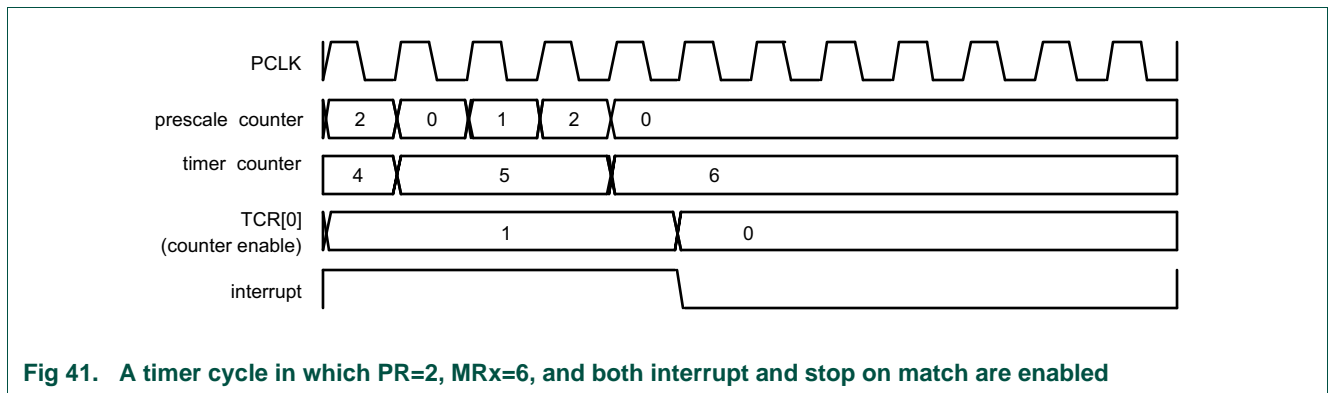 PCLK
prescale counter 2 0 1 2 0
timer counter 4 5 6
TCR[0]
(counter enable) 1 0
interrupt
Fig 41. A timer cycle in which PR=2, MRx=6, and both interrupt and stop on match are enabled